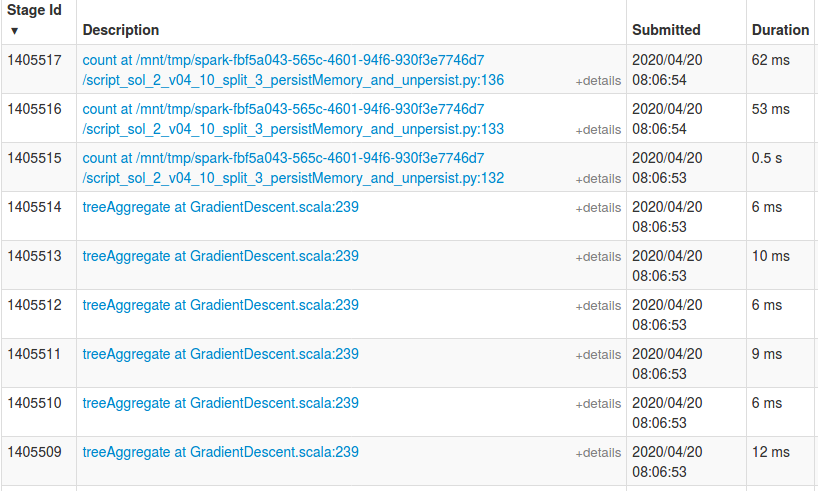 Stage Id ▼ Description Submitted Duration
1405517 count at /mnt/tmp/spark-fbf5a043-565c-4601-94f6-930f3e7746d7 2020/04/20 62 ms
/script_sol_2_v04_10_split_3_persistMemory_and_unpersist.py:136 +details 08:06:54
1405516 count at /mnt/tmp/spark-fbf5a043-565c-4601-94f6-930f3e7746d7 2020/04/20 53 ms
/script_sol_2_v04_10_split_3_persistMemory_and_unpersist.py:133 +details 08:06:54
1405515 count at /mnt/tmp/spark-fbf5a043-565c-4601-94f6-930f3e7746d7 2020/04/20 0.5 s
/script_sol_2_v04_10_split_3_persistMemory_and_unpersist.py:132 +details 08:06:53
1405514 treeAggregate at GradientDescent.scala:239 +details 2020/04/20 6 ms
08:06:53
1405513 treeAggregate at GradientDescent.scala:239 +details 2020/04/20 10 ms
08:06:53
1405512 treeAggregate at GradientDescent.scala:239 +details 2020/04/20 6 ms
08:06:53
1405511 treeAggregate at GradientDescent.scala:239 +details 2020/04/20 9 ms
08:06:53
1405510 treeAggregate at GradientDescent.scala:239 +details 2020/04/20 6 ms
08:06:53
1405509 treeAggregate at GradientDescent.scala:239 +details 2020/04/20 12 ms
08:06:53